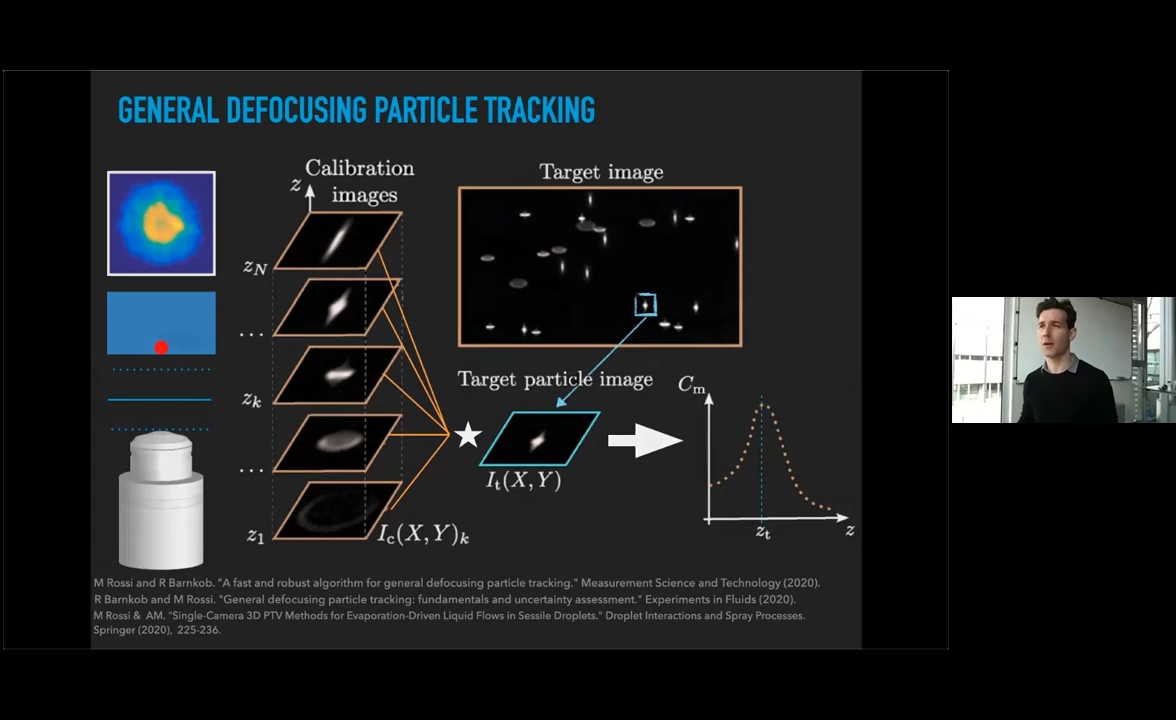 GENERAL DEFOCUSING PARTICLE TRACKING
Calibration
images
z
z_N
...
z_k
...
z_1
I_c(X, Y)_k
Target image
Target particle image
I_t(X, Y)
C_m
z_t
z
M Rossi and R Barnkob. "A fast and robust algorithm for general defocusing particle tracking." Measurement Science and Technology (2020).
R Barnkob and M Rossi. "General defocusing particle tracking: fundamentals and uncertainty assessment." Experiments in Fluids (2020).
M Rossi & AM. "Single-Camera 3D PTV Methods for Evaporation-Driven Liquid Flows in Sessile Droplets." Droplet Interactions and Spray Processes.
Springer (2020), 225-236.